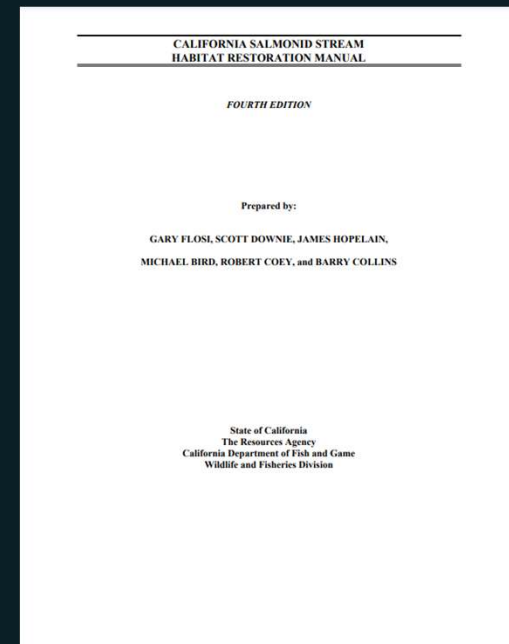 CALIFORNIA SALMONID STREAM
HABITAT RESTORATION MANUAL
FOURTH EDITION
Prepared by:
GARY FLOSI, SCOTT DOWNIE, JAMES HOPELAIN,
MICHAEL BIRD, ROBERT COEY, and BARRY COLLINS
State of California
The Resources Agency
California Department of Fish and Game
Wildlife and Fisheries Division